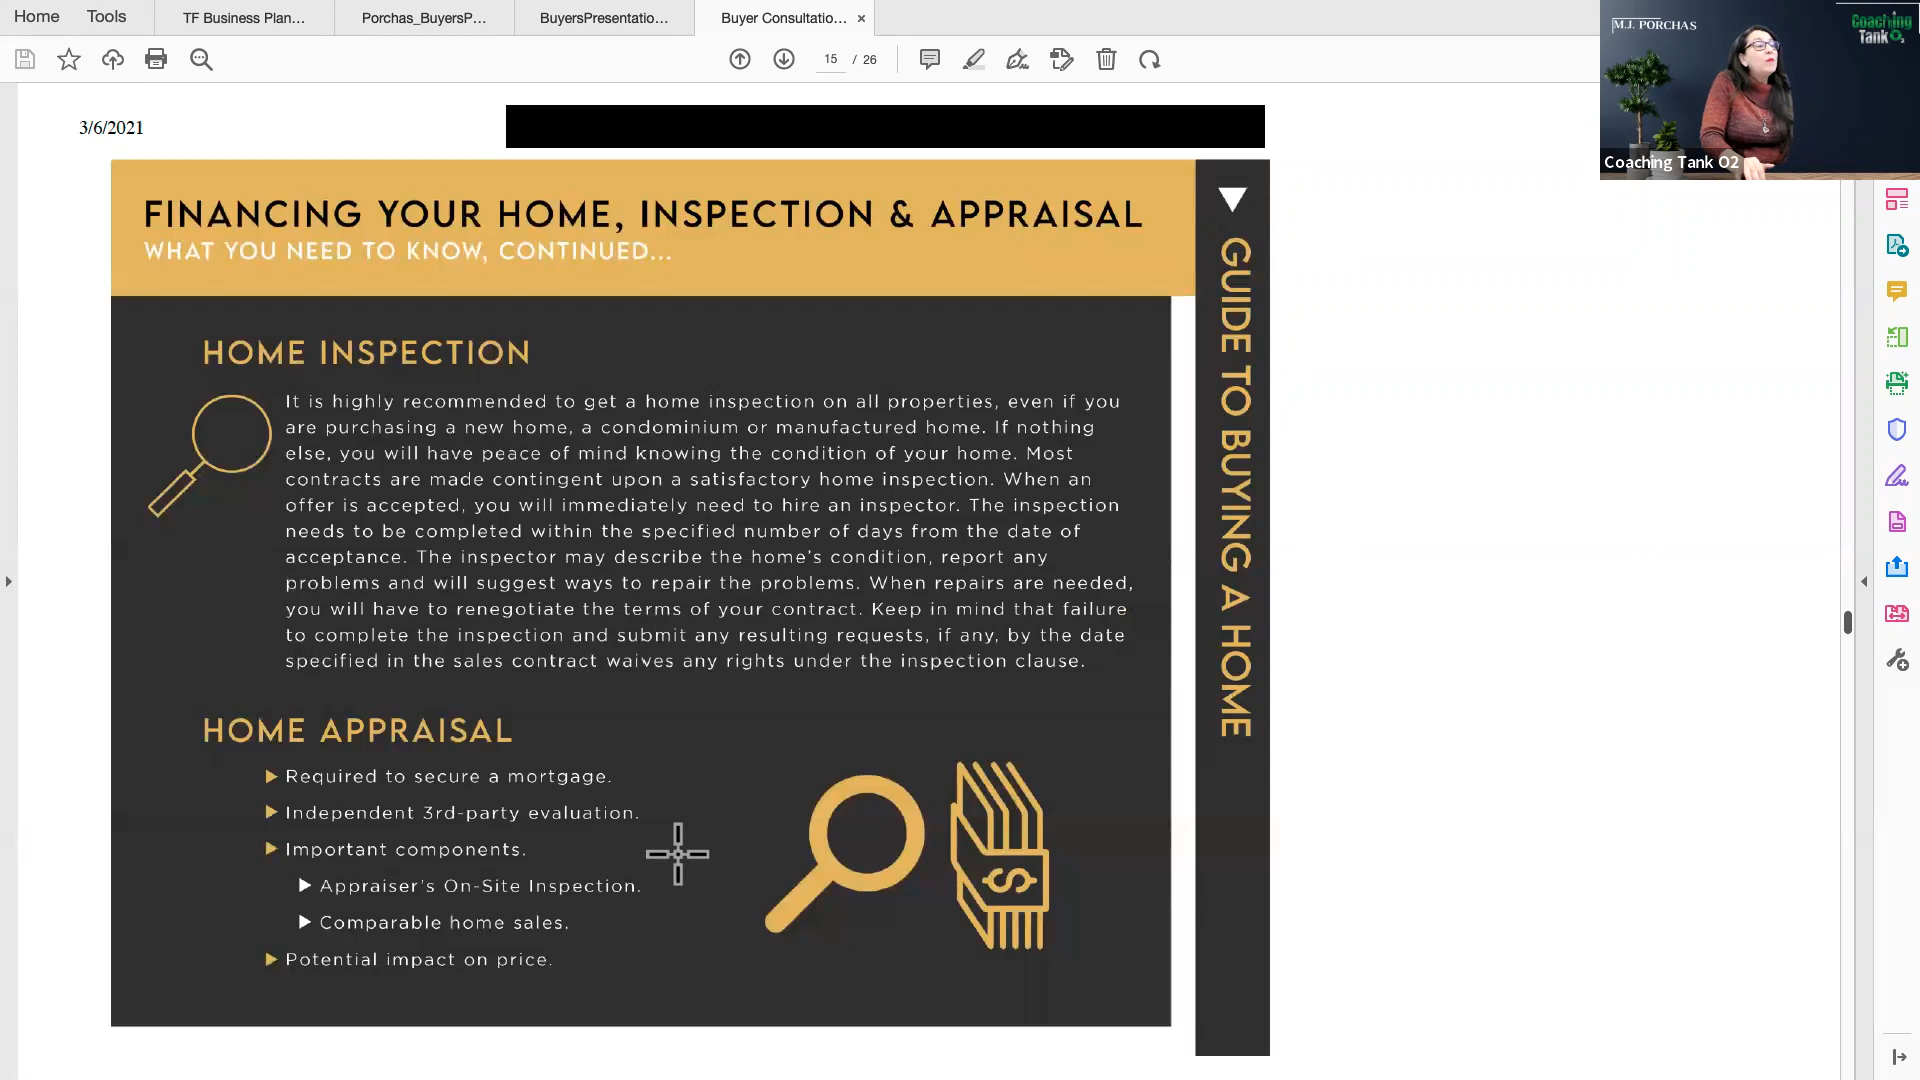 Home
Tools
TF Business Plan...
Porchas_BuyersP...
BuyersPresentatio...
Buyer Consultatio... ×
15 / 26
M.J. PORCHAS
Coaching
Tank O2
Coaching Tank O2
3/6/2021
FINANCING YOUR HOME, INSPECTION & APPRAISAL
WHAT YOU NEED TO KNOW, CONTINUED...
GUIDE TO BUYING A HOME
HOME INSPECTION
It is highly recommended to get a home inspection on all properties, even if you
are purchasing a new home, a condominium or manufactured home. If nothing
else, you will have peace of mind knowing the condition of your home. Most
contracts are made contingent upon a satisfactory home inspection. When an
offer is accepted, you will immediately need to hire an inspector. The inspection
needs to be completed within the specified number of days from the date of
acceptance. The inspector may describe the home's condition, report any
problems and will suggest ways to repair the problems. When repairs are needed,
you will have to renegotiate the terms of your contract. Keep in mind that failure
to complete the inspection and submit any resulting requests, if any, by the date
specified in the sales contract waives any rights under the inspection clause.
HOME APPRAISAL
Required to secure a mortgage.
Independent 3rd-party evaluation.
Important components.
Appraiser's On-Site Inspection.
Comparable home sales.
Potential impact on price.
$